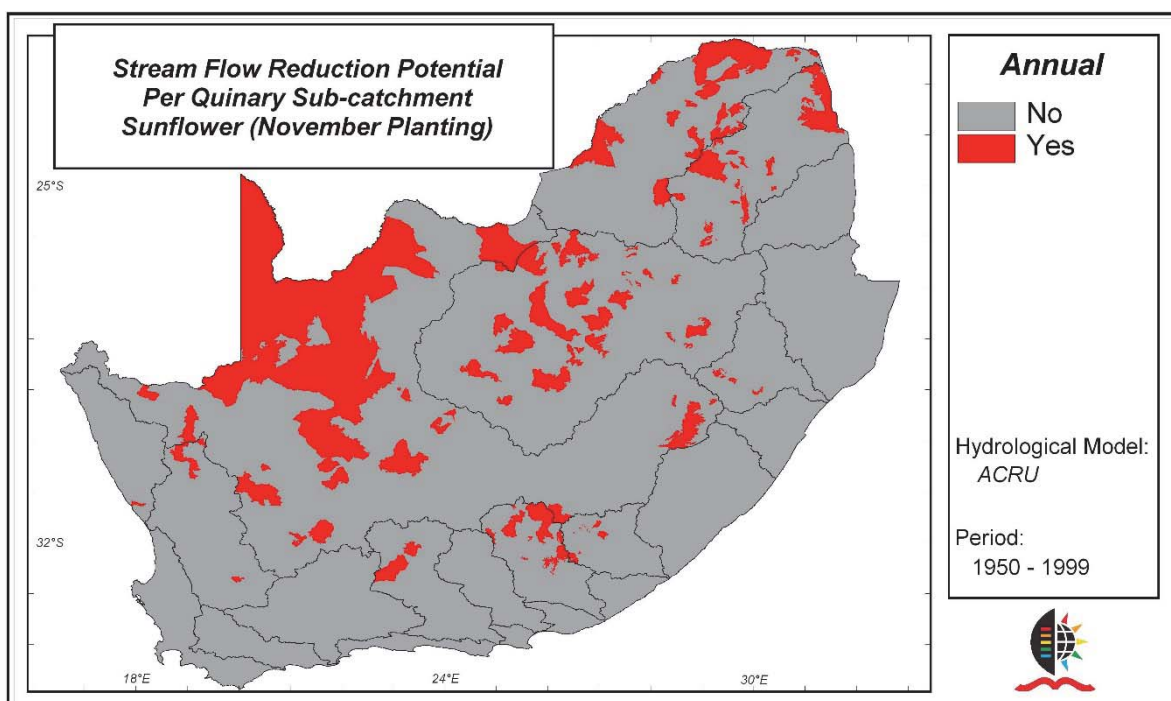 Stream Flow Reduction Potential
Per Quinary Sub-catchment
Sunflower (November Planting)
Annual
No
Yes
25°S
Hydrological Model:
ACRU
32°S
Period:
1950 - 1999
18°E
24°E
30°E